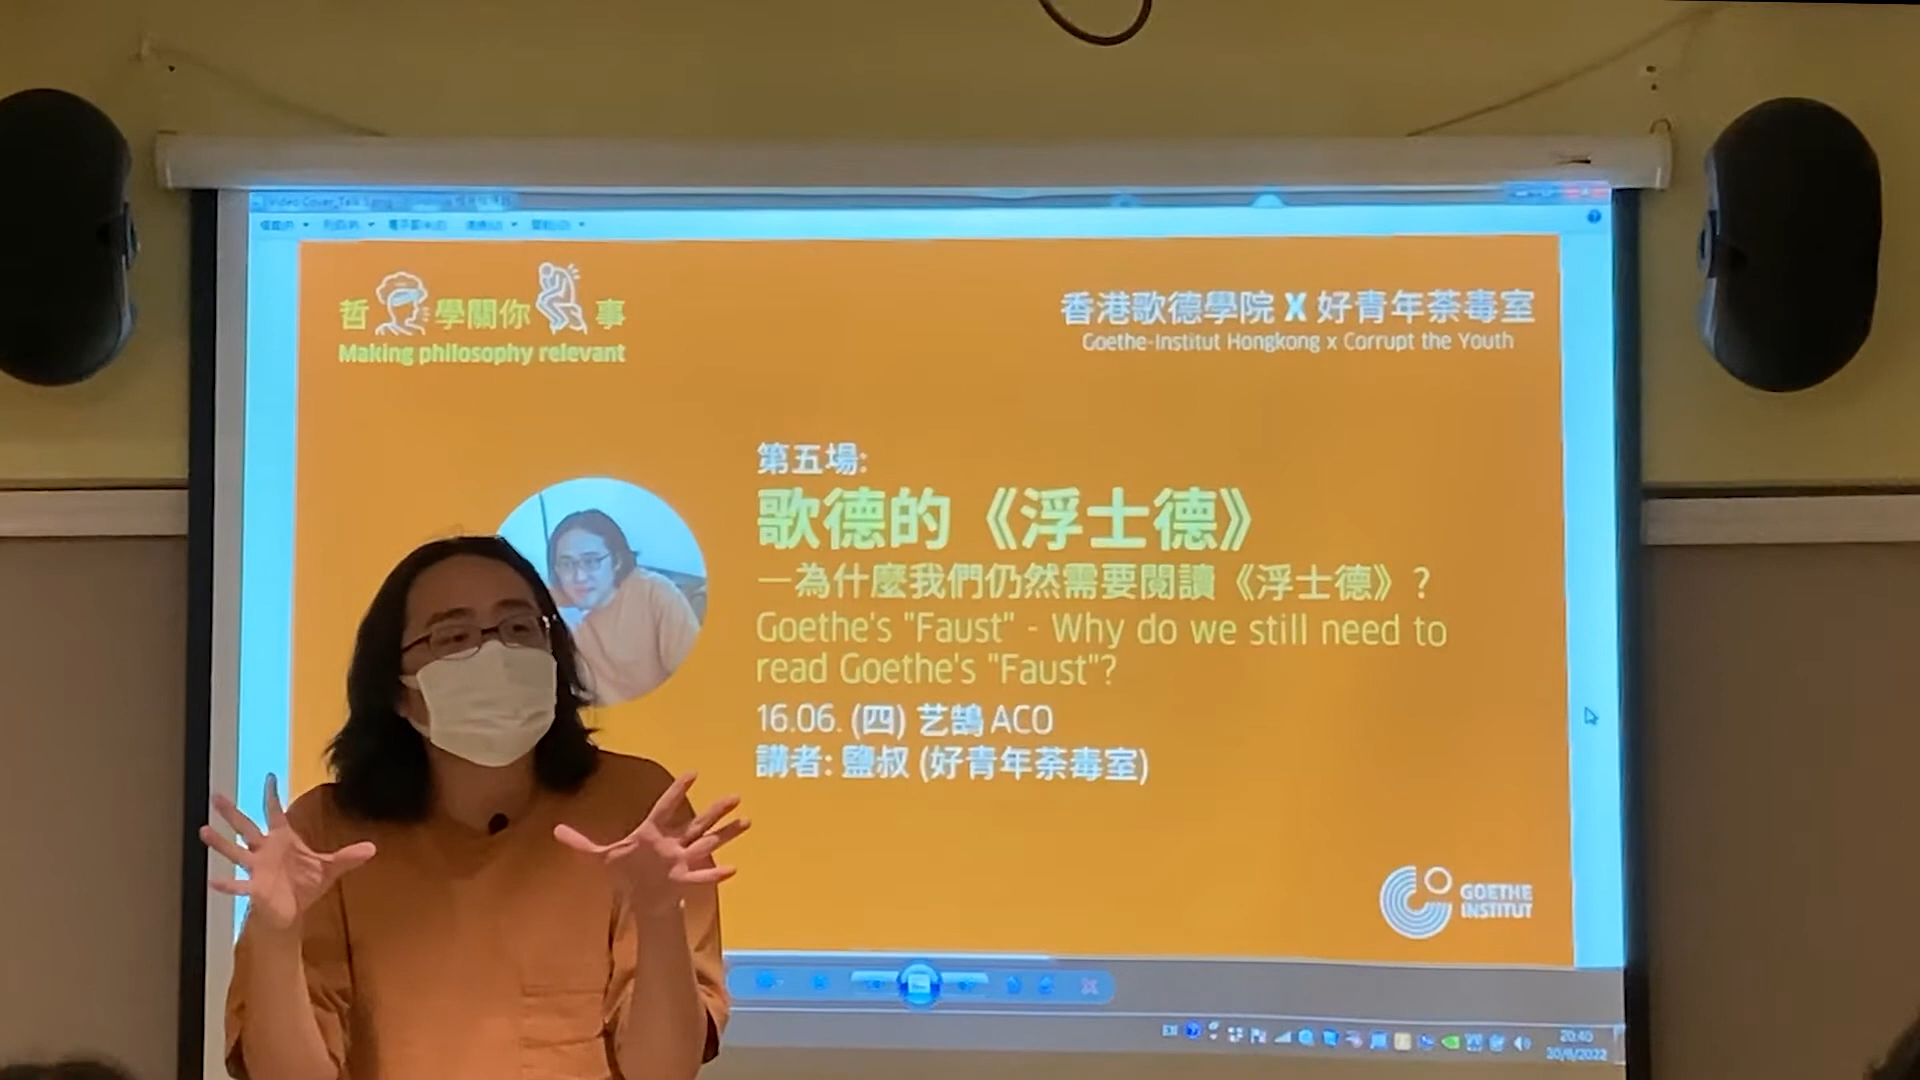 哲學關你事
Making philosophy relevant
香港歌德學院 X 好青年荼毒室
Goethe-Institut Hongkong x Corrupt the Youth
第五場:
歌德的《浮士德》
—為什麼我們仍然需要閱讀《浮士德》?
Goethe's "Faust" - Why do we still need to
read Goethe's "Faust"?
16.06. (四) 艺鵠 ACO
講者: 鹽叔 (好青年荼毒室)
GOETHE
INSTITUT
20:40
30/6/2022